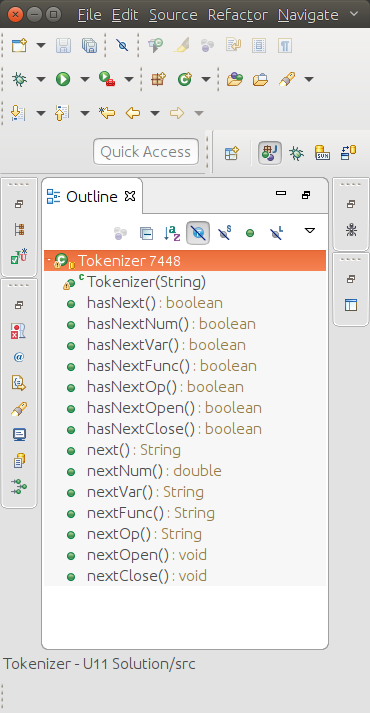 File Edit Source Refactor Navigate
Quick Access
Outline
Tokenizer 7448
Tokenizer(String)
hasNext() : boolean
hasNextNum() : boolean
hasNextVar() : boolean
hasNextFunc() : boolean
hasNextOp() : boolean
hasNextOpen() : boolean
hasNextClose() : boolean
next() : String
nextNum() : double
nextVar() : String
nextFunc() : String
nextOp() : String
nextOpen() : void
nextClose() : void
Tokenizer - U11 Solution/src